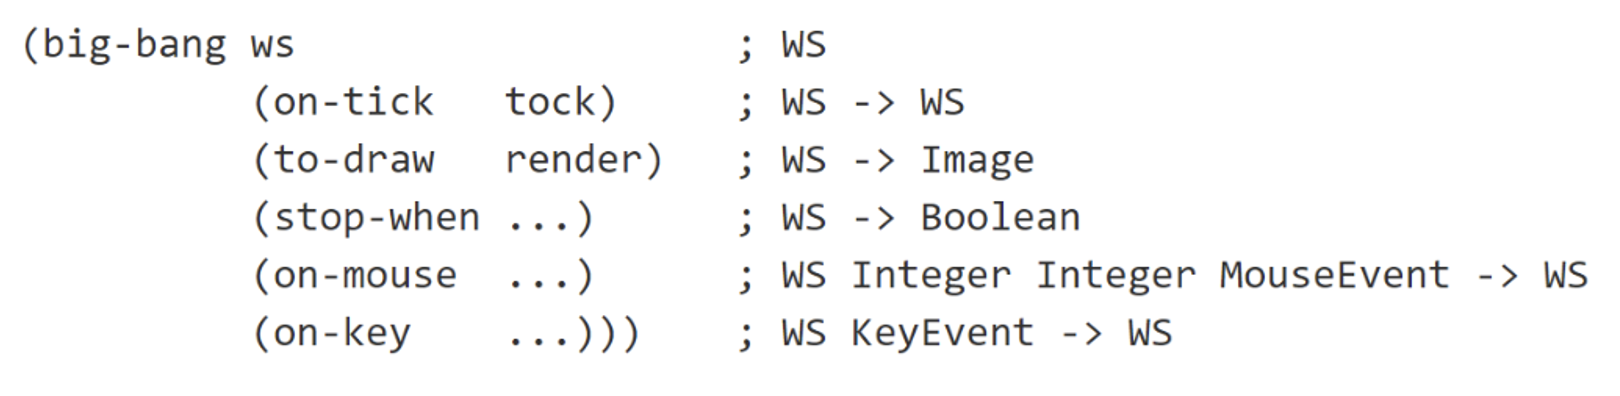 (big-bang ws                   ; WS
          (on-tick   tock)     ; WS -> WS
          (to-draw   render)   ; WS -> Image
          (stop-when ...)      ; WS -> Boolean
          (on-mouse  ...)      ; WS Integer Integer MouseEvent -> WS
          (on-key    ...)))    ; WS KeyEvent -> WS